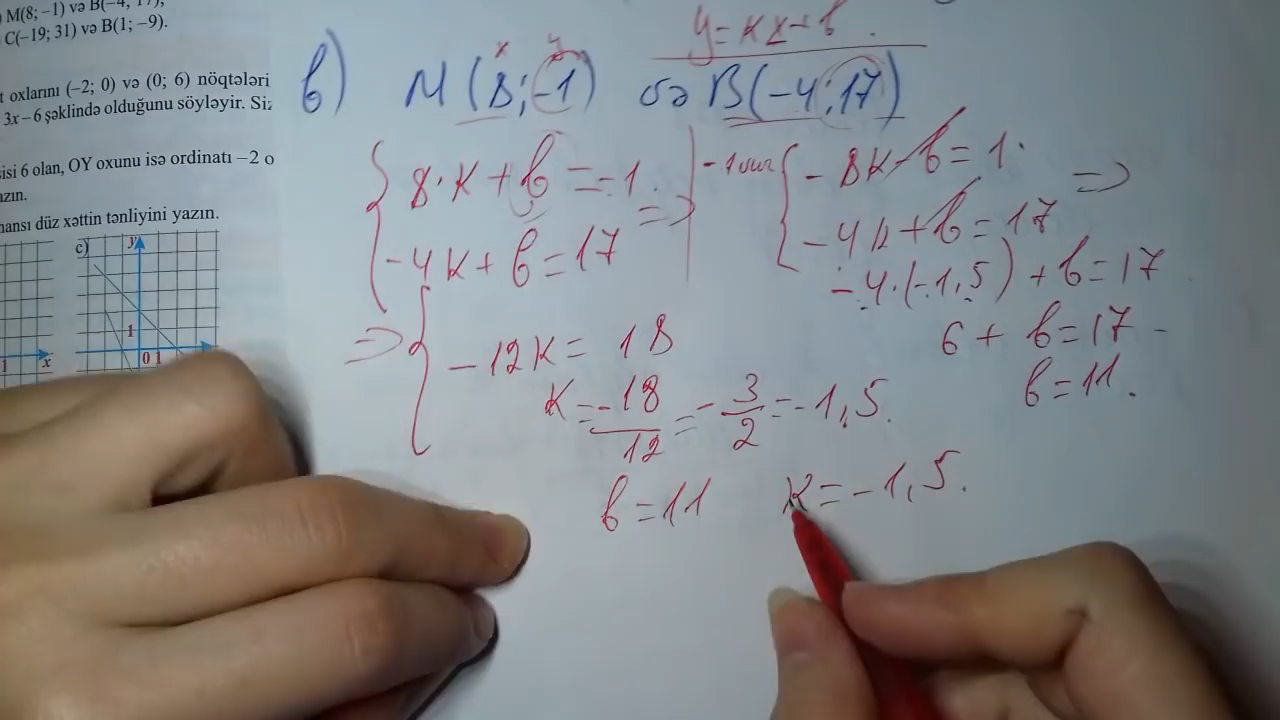 M(8; −1) və B(−4; 17);
C(−19; 31) və B(1; −9).
t oxlarını (−2; 0) və (0; 6) nöqtələri
3x − 6 şəklində olduğunu söyləyir. Siz
isi 6 olan, OY oxunu isə ordinatı −2 o
azın.
mansı düz xəttin tənliyini yazın.
c) y
1
0 1
1 x
y = kx + b.
b) M(8; −1) və B(−4; 17)
x y
8·k + b = −1. | −1 vur
−4k + b = 17 =>
−8k − b = 1. =>
−4k + b = 17
−4·(−1,5) + b = 17
6 + b = 17 −
b = 11.
=> −12k = 18
k = −18/12 = −3/2 = −1,5.
b = 11 k = −1,5.